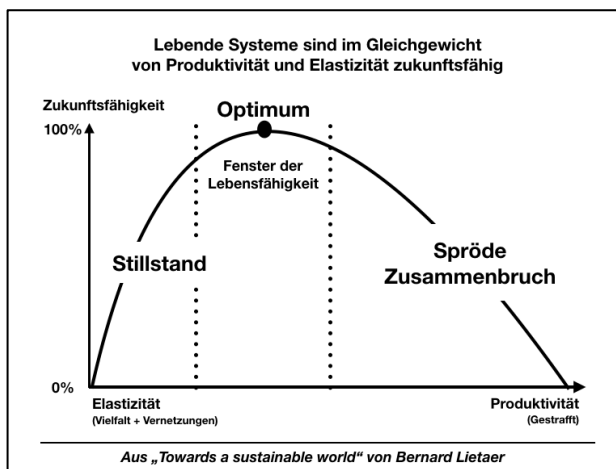 Lebende Systeme sind im Gleichgewicht
von Produktivität und Elastizität zukunftsfähig
Zukunftsfähigkeit
Optimum
100%
Fenster der
Lebensfähigkeit
Stillstand
Spröde
Zusammenbruch
0%
Elastizität
(Vielfalt + Vernetzungen)
Produktivität
(Gestrafft)
Aus „Towards a sustainable world" von Bernard Lietaer